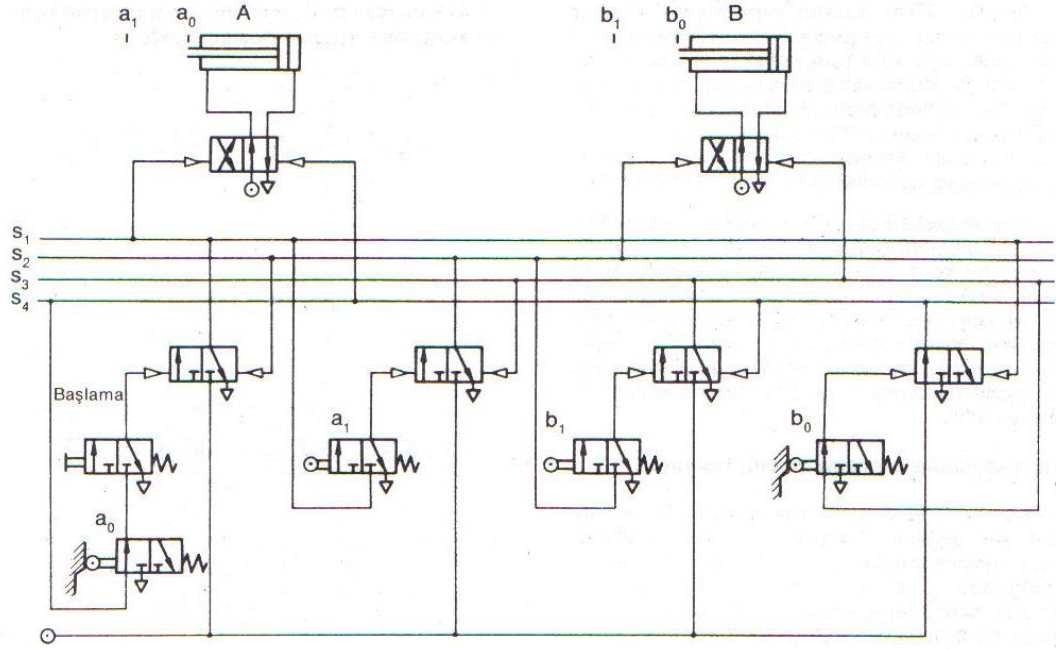 a₁ a₀ A
b₁ b₀ B
S₁
S₂
S₃
S₄
Başlama
a₁
b₁
b₀
a₀